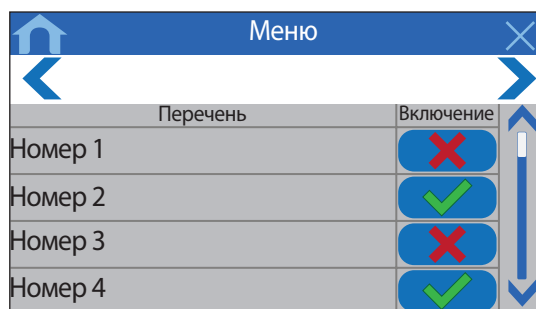 Меню
Перечень Включение
Номер 1
Номер 2
Номер 3
Номер 4